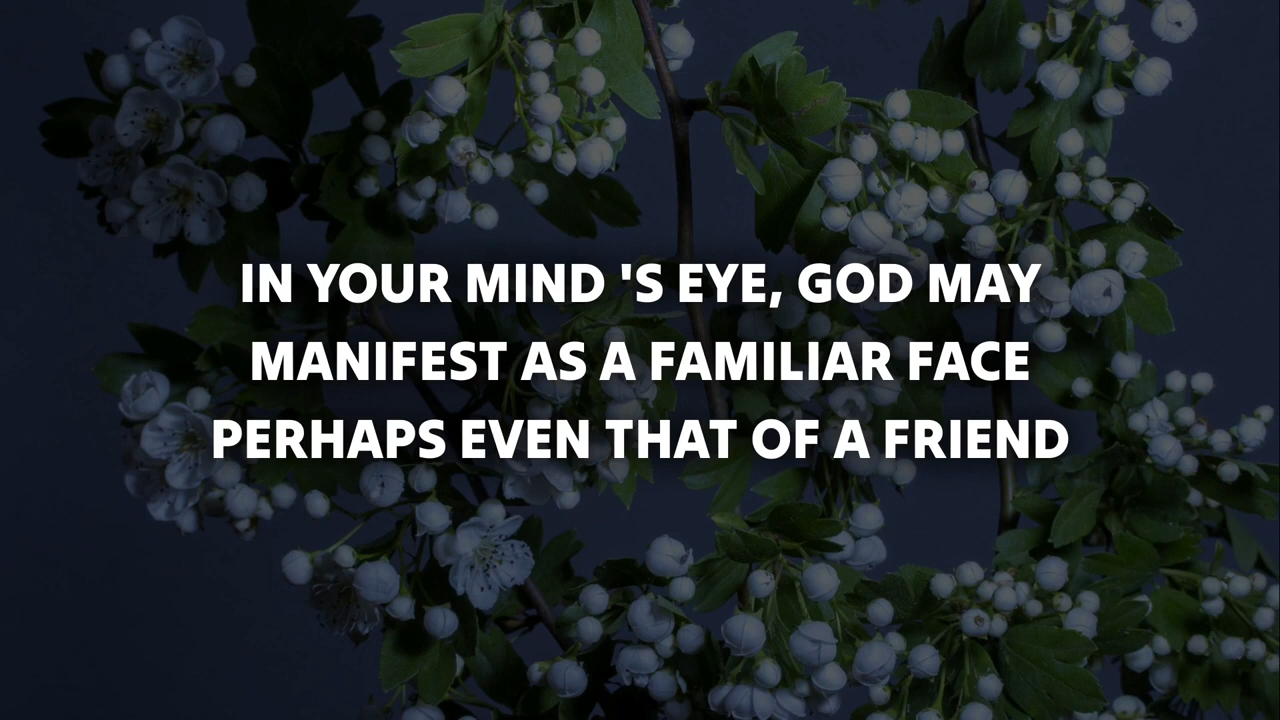 IN YOUR MIND 'S EYE, GOD MAY
MANIFEST AS A FAMILIAR FACE
PERHAPS EVEN THAT OF A FRIEND